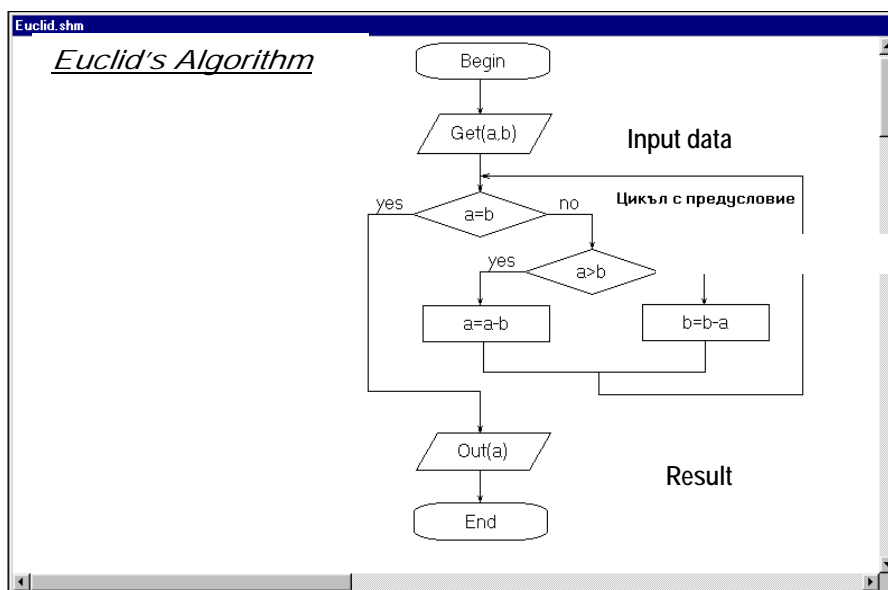 Euclid.shm
Euclid's Algorithm
Begin
Get(a,b)
Input data
Цикъл с предусловие
yes
a=b
no
yes
a>b
a=a-b
b=b-a
Out(a)
Result
End